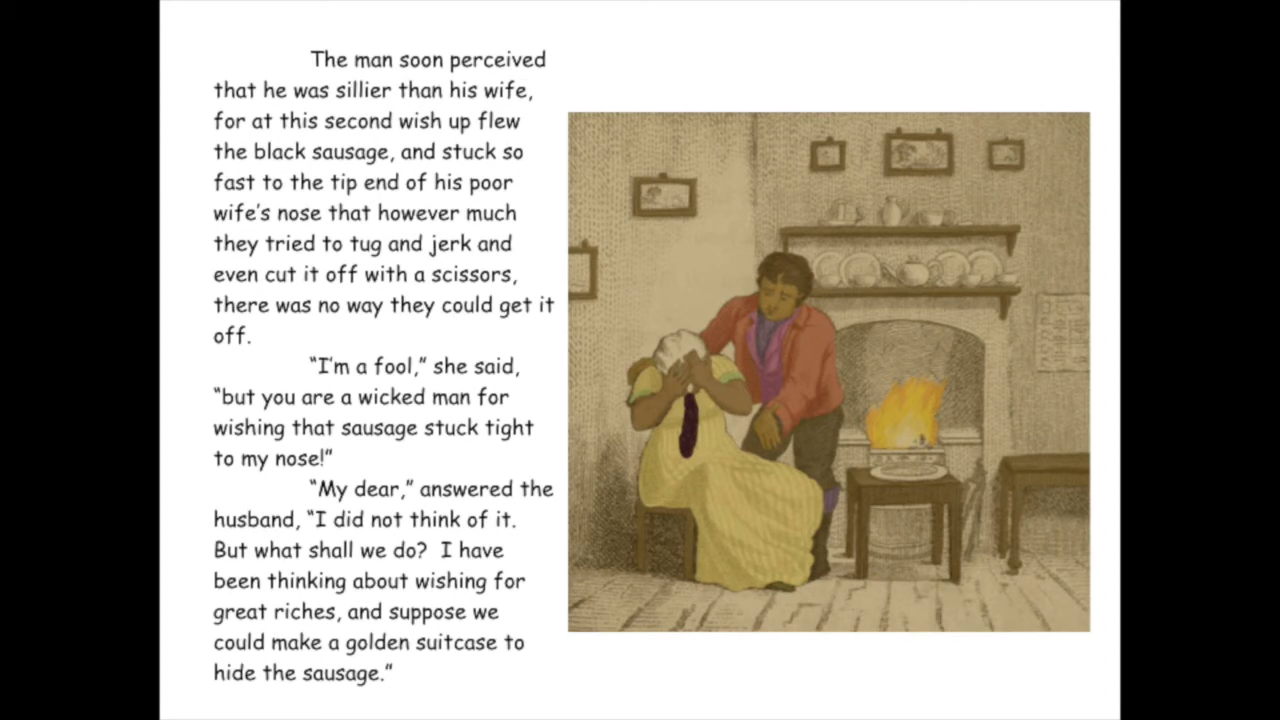 The man soon perceived
that he was sillier than his wife,
for at this second wish up flew
the black sausage, and stuck so
fast to the tip end of his poor
wife's nose that however much
they tried to tug and jerk and
even cut it off with a scissors,
there was no way they could get it
off.
“I'm a fool,” she said,
“but you are a wicked man for
wishing that sausage stuck tight
to my nose!”
“My dear,” answered the
husband, “I did not think of it.
But what shall we do?  I have
been thinking about wishing for
great riches, and suppose we
could make a golden suitcase to
hide the sausage.”